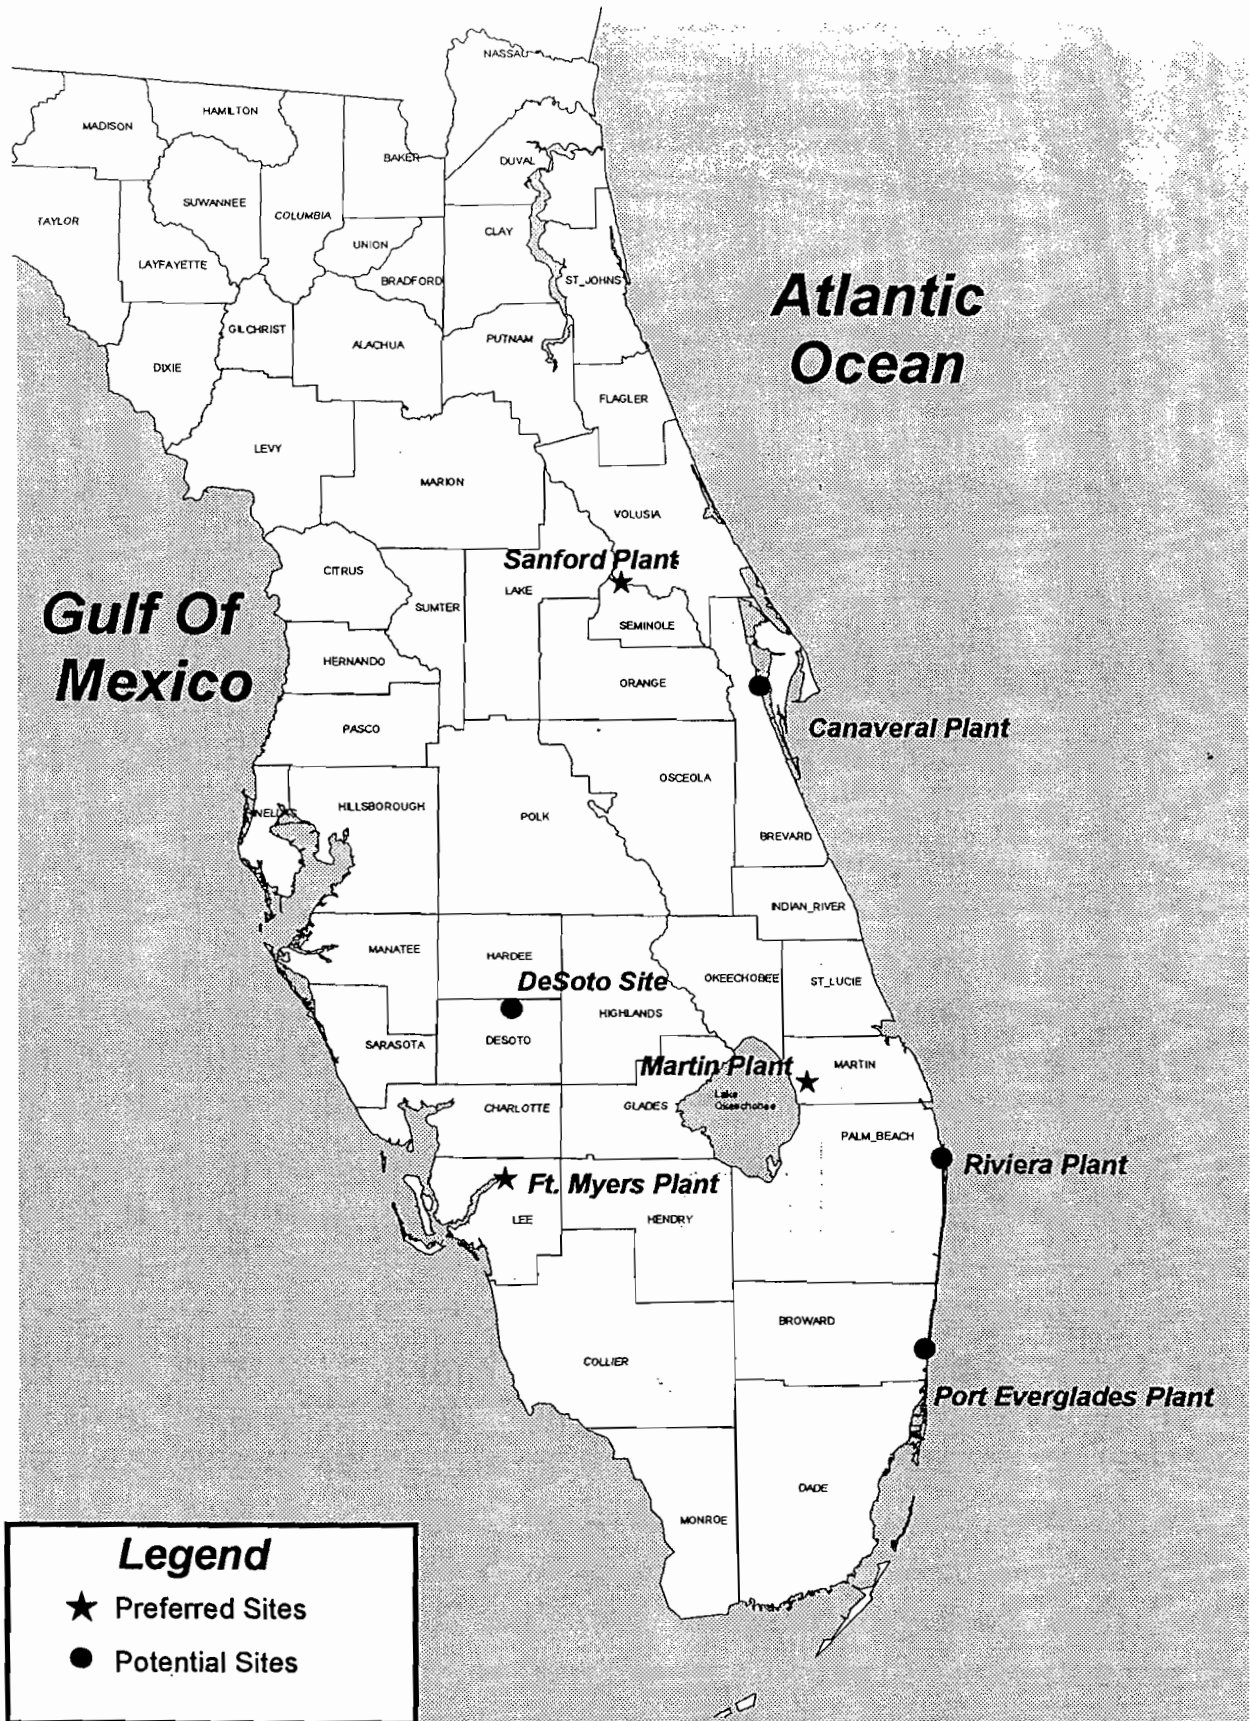 NASSAU
HAMILTON
MADISON
BAKER
DUVAL
SUWANNEE
COLUMBIA
TAYLOR
CLAY
UNION
LAYFAYETTE
BRADFORD
ST_JOHNS
Atlantic
Ocean
GILCHRIST
ALACHUA
PUTNAM
DIXIE
FLAGLER
LEVY
MARION
VOLUSIA
Sanford Plant
CITRUS
LAKE
SUMTER
Gulf Of
Mexico
SEMINOLE
HERNANDO
ORANGE
PASCO
Canaveral Plant
OSCEOLA
HILLSBOROUGH
POLK
BREVARD
INDIAN_RIVER
MANATEE
HARDEE
DeSoto Site
OKEECHOBEE
ST_LUCIE
HIGHLANDS
SARASOTA
DESOTO
Martin Plant
MARTIN
Lake
Okeechobee
CHARLOTTE
GLADES
PALM_BEACH
Riviera Plant
Ft. Myers Plant
LEE
HENDRY
BROWARD
COLLIER
Port Everglades Plant
DADE
MONROE
Legend
Preferred Sites
Potential Sites